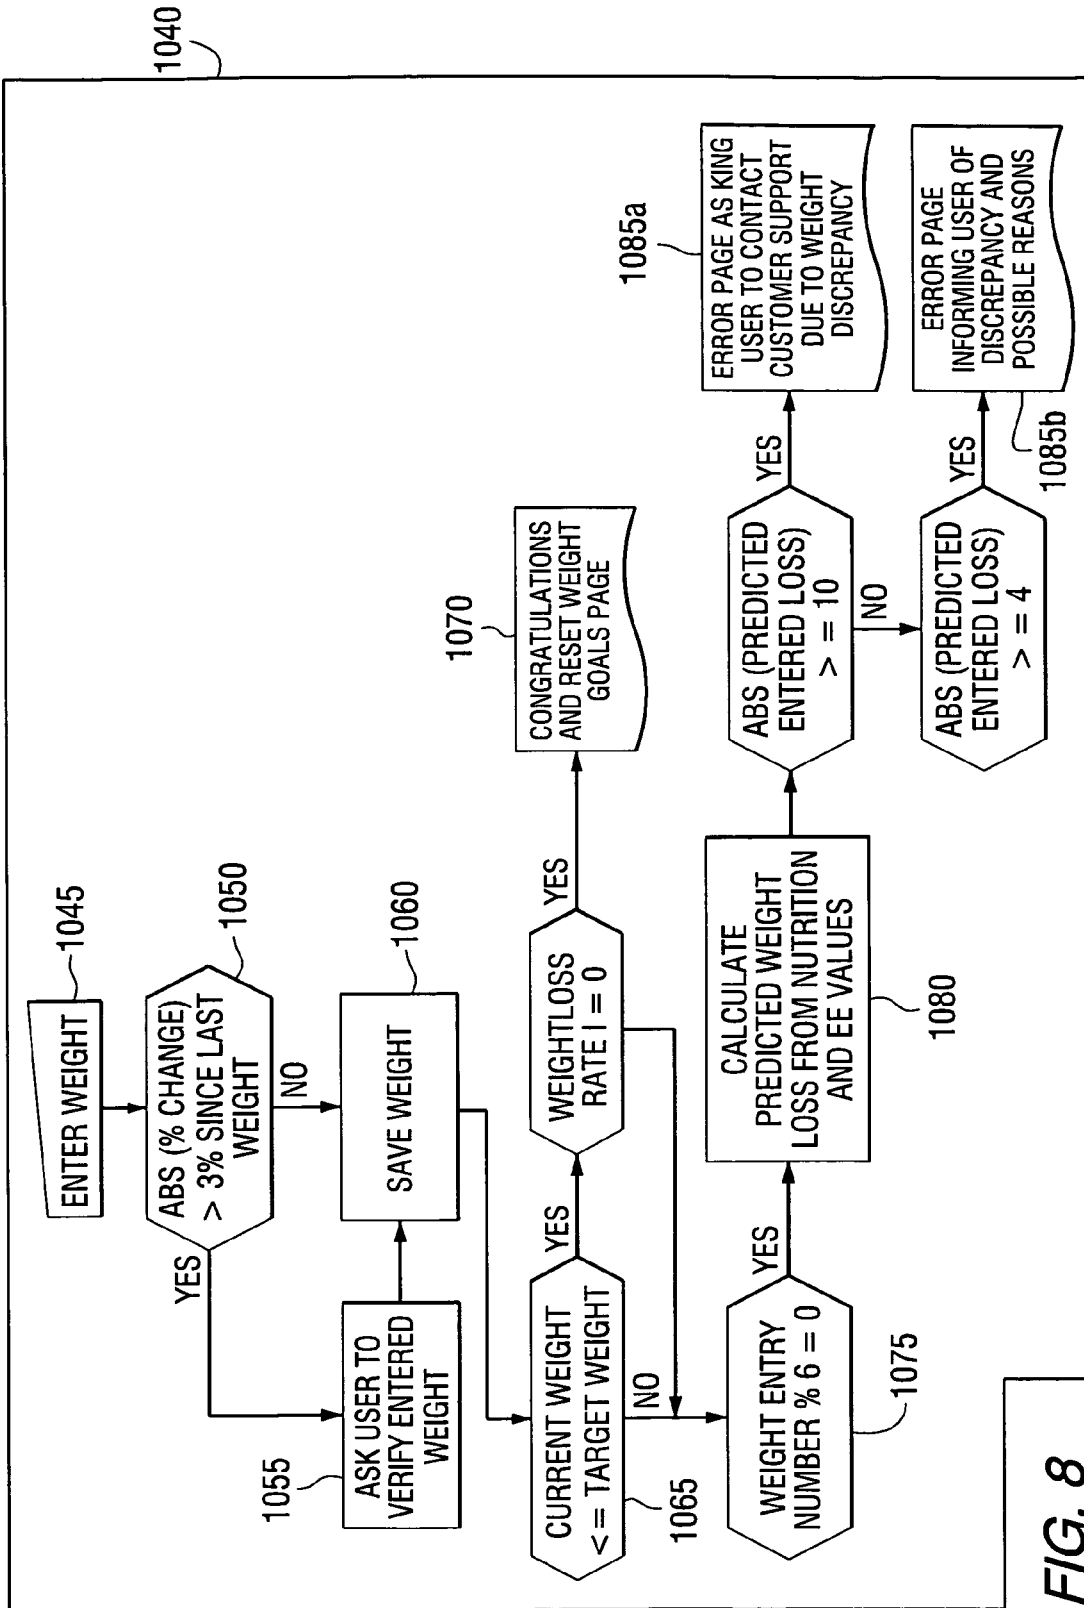 1040
ENTER WEIGHT
1045
ABS (% CHANGE)
> 3% SINCE LAST
WEIGHT
1050
YES
NO
ASK USER TO
VERIFY ENTERED
WEIGHT
1055
SAVE WEIGHT
1060
CURRENT WEIGHT
< = TARGET WEIGHT
1065
YES
NO
WEIGHTLOSS
RATE I = 0
YES
CONGRATULATIONS
AND RESET WEIGHT
GOALS PAGE
1070
WEIGHT ENTRY
NUMBER % 6 = 0
1075
YES
CALCULATE
PREDICTED WEIGHT
LOSS FROM NUTRITION
AND EE VALUES
1080
ABS (PREDICTED
ENTERED LOSS)
> = 10
YES
NO
ERROR PAGE AS KING
USER TO CONTACT
CUSTOMER SUPPORT
DUE TO WEIGHT
DISCREPANCY
1085a
ABS (PREDICTED
ENTERED LOSS)
> = 4
YES
ERROR PAGE
INFORMING USER OF
DISCREPANCY AND
POSSIBLE REASONS
1085b
FIG. 8